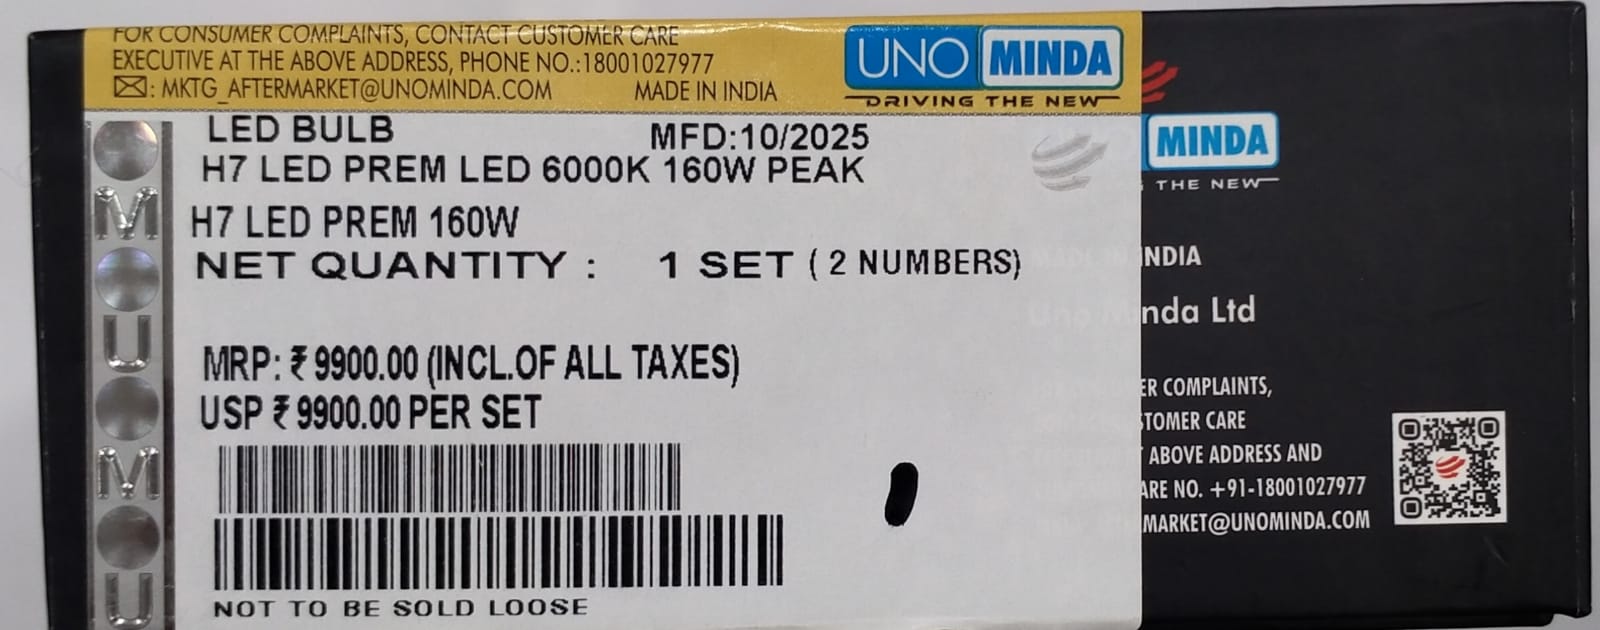 FOR CONSUMER COMPLAINTS, CONTACT CUSTOMER CARE
EXECUTIVE AT THE ABOVE ADDRESS, PHONE NO.:18001027977
: MKTG_AFTERMARKET@UNOMINDA.COM MADE IN INDIA
UNO MINDA
DRIVING THE NEW
LED BULB MFD:10/2025
H7 LED PREM LED 6000K 160W PEAK
H7 LED PREM 160W
NET QUANTITY : 1 SET ( 2 NUMBERS)
MRP: ₹ 9900.00 (INCL.OF ALL TAXES)
USP ₹ 9900.00 PER SET
NOT TO BE SOLD LOOSE
M
U
M
U
MINDA
THE NEW
INDIA
Uno Minda Ltd
ER COMPLAINTS,
TOMER CARE
ABOVE ADDRESS AND
ARE NO. +91-18001027977
MARKET@UNOMINDA.COM